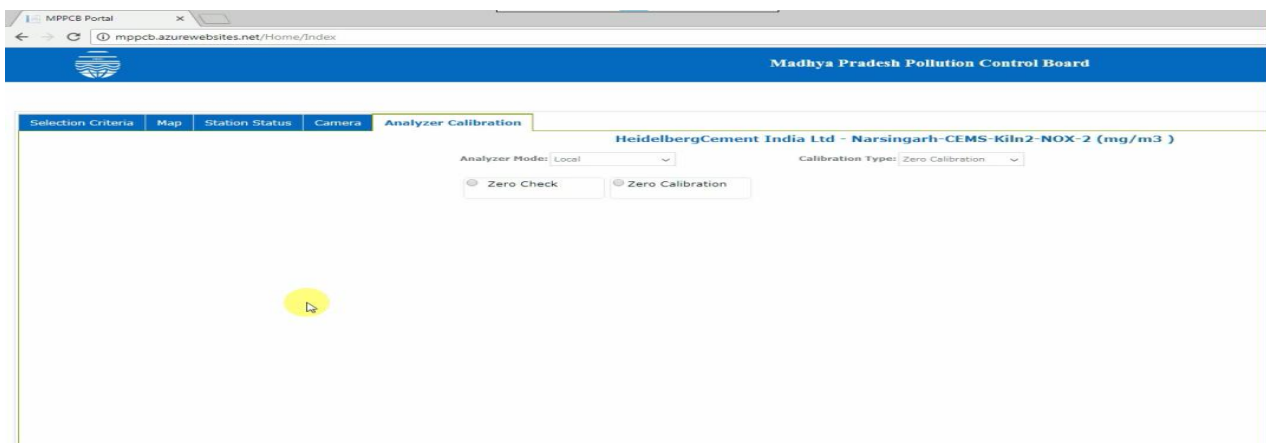 MPPCB Portal
mppcb.azurewebsites.net/Home/Index
Madhya Pradesh Pollution Control Board
Selection Criteria Map Station Status Camera Analyzer Calibration
HeidelbergCement India Ltd - Narsingarh-CEMS-Kiln2-NOX-2 (mg/m3 )
Analyzer Mode: Local Calibration Type: Zero Calibration
Zero Check Zero Calibration